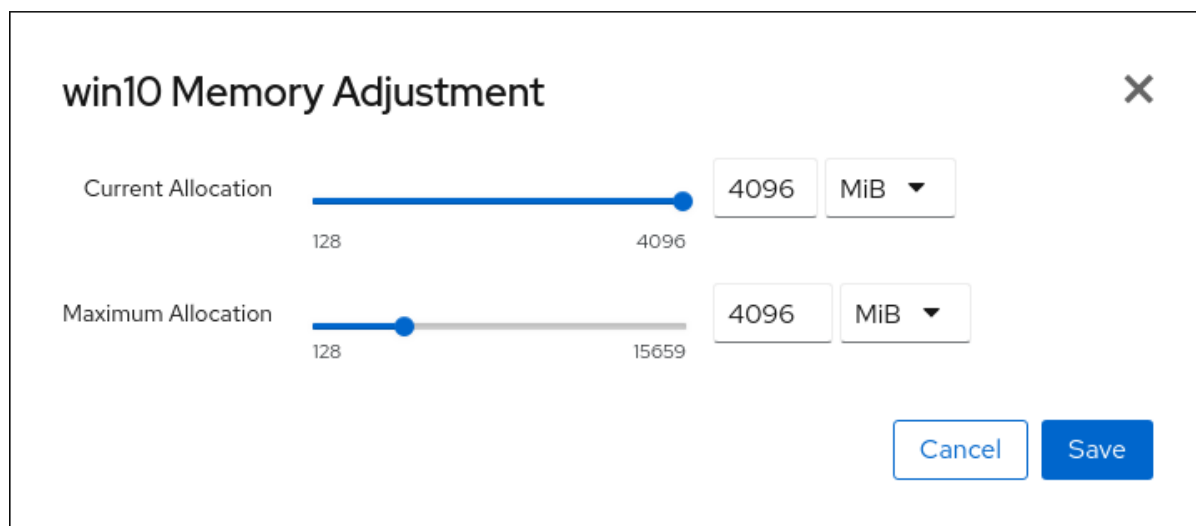 win10 Memory Adjustment
Current Allocation 4096 MiB
128 4096
Maximum Allocation 4096 MiB
128 15659
Cancel Save